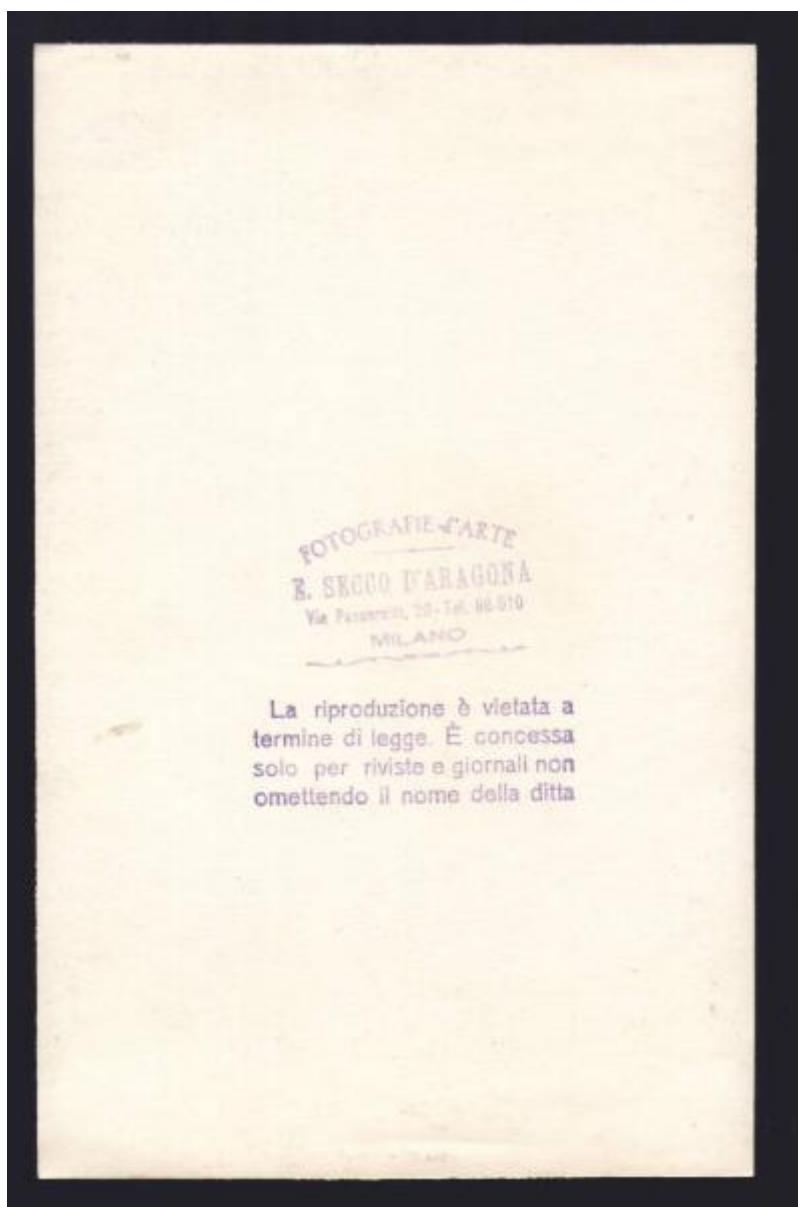 FOTOGRAFIE d'ARTE
E. SECCO D'ARAGONA
Via
MILANO
La riproduzione è vietata a
termine di legge. È concessa
solo per riviste e giornali non
omettendo il nome della ditta